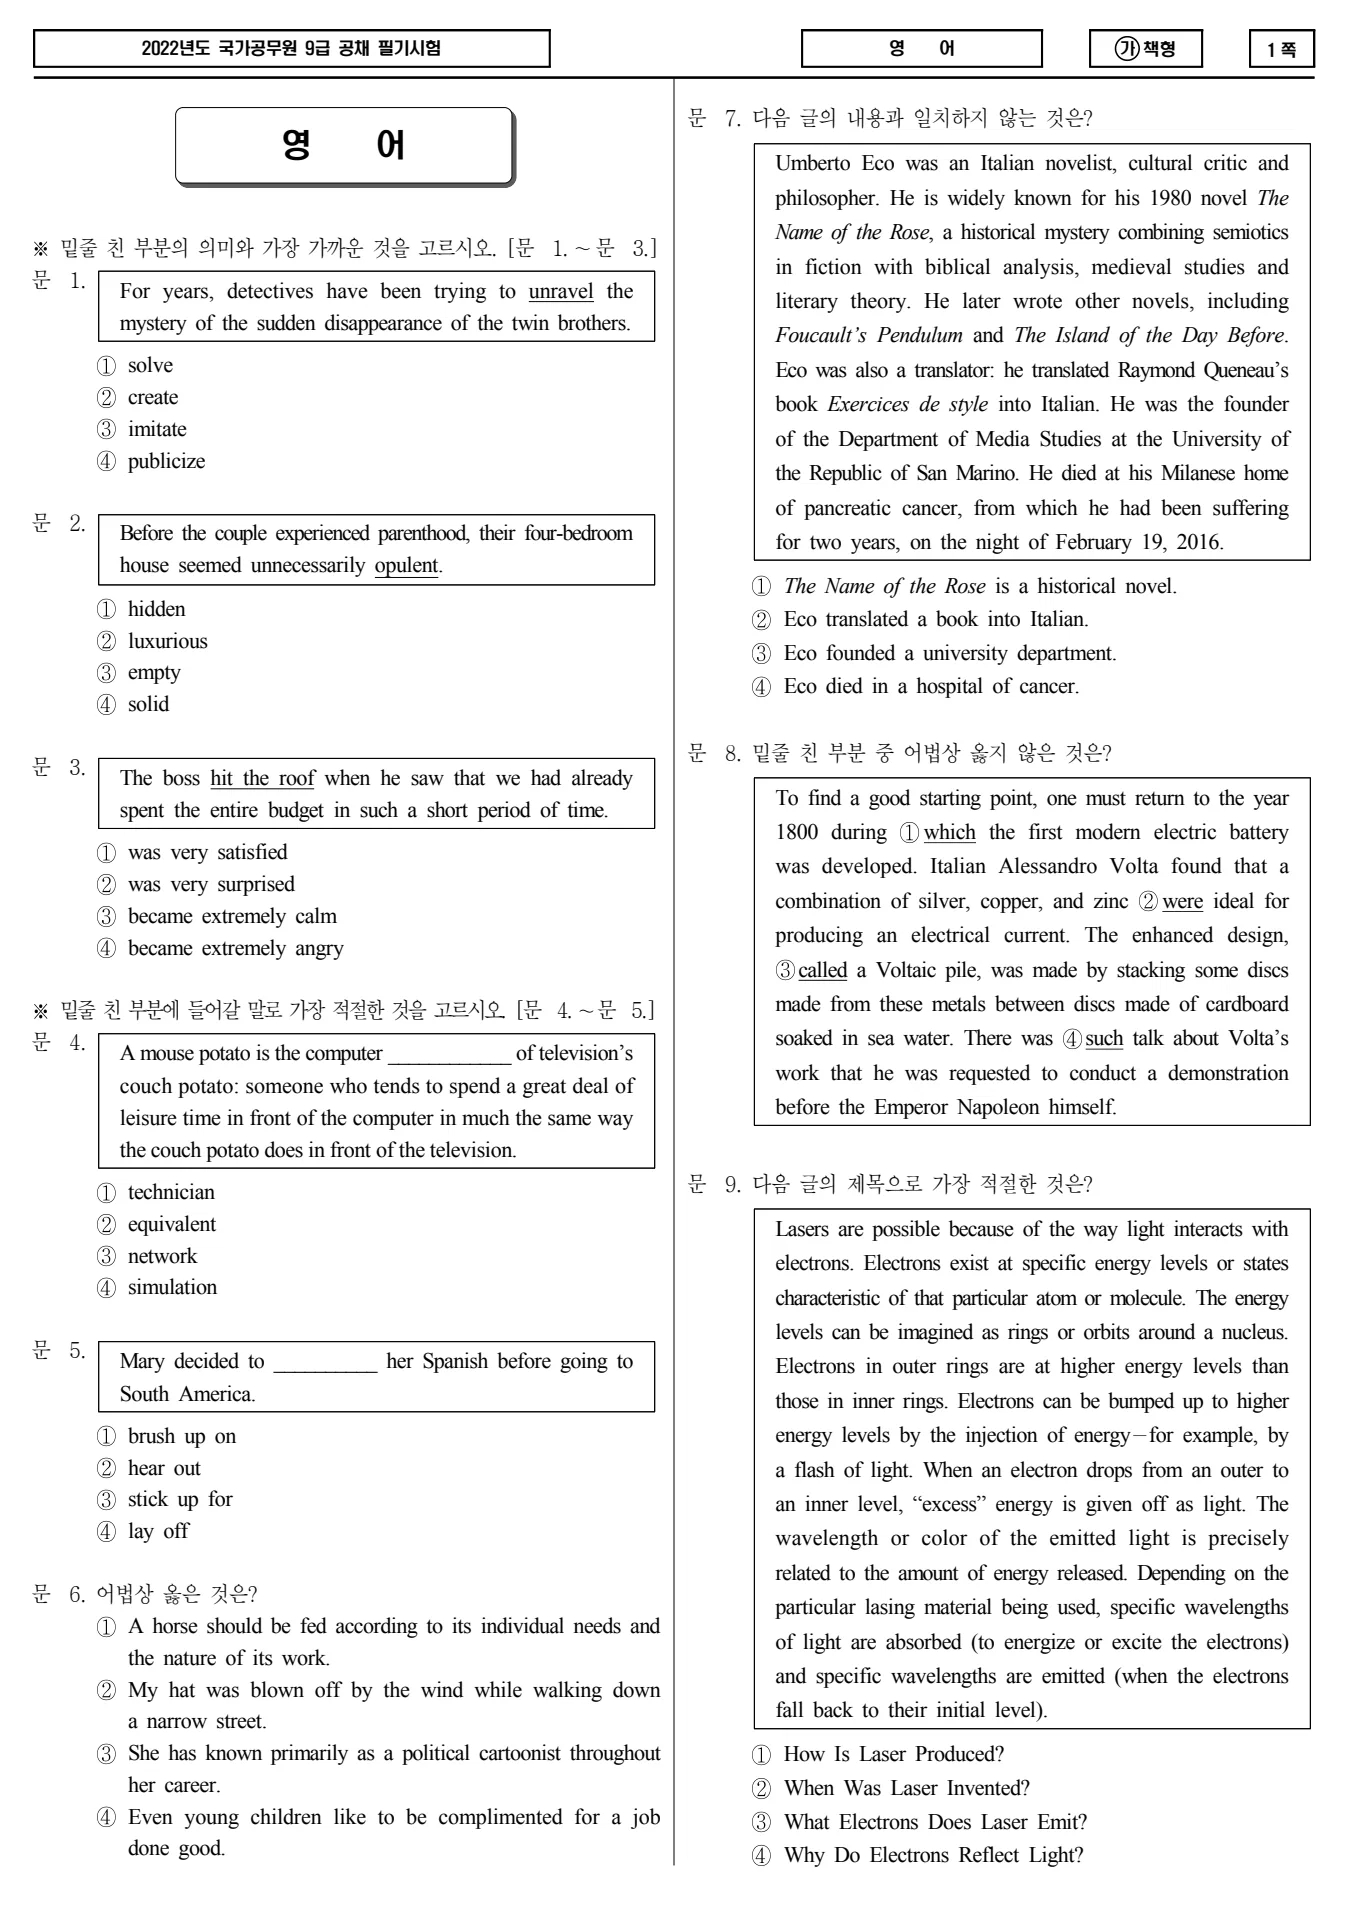 2022년도 국가공무원 9급 공채 필기시험
영 어
㉮ 책형
1 쪽
영 어
※ 밑줄 친 부분의 의미와 가장 가까운 것을 고르시오. [문 1. ~ 문 3.]
문 1.
For years, detectives have been trying to unravel the
mystery of the sudden disappearance of the twin brothers.
① solve
② create
③ imitate
④ publicize
문 2.
Before the couple experienced parenthood, their four-bedroom
house seemed unnecessarily opulent.
① hidden
② luxurious
③ empty
④ solid
문 3.
The boss hit the roof when he saw that we had already
spent the entire budget in such a short period of time.
① was very satisfied
② was very surprised
③ became extremely calm
④ became extremely angry
※ 밑줄 친 부분에 들어갈 말로 가장 적절한 것을 고르시오. [문 4. ~ 문 5.]
문 4.
A mouse potato is the computer ____________ of television’s
couch potato: someone who tends to spend a great deal of
leisure time in front of the computer in much the same way
the couch potato does in front of the television.
① technician
② equivalent
③ network
④ simulation
문 5.
Mary decided to __________ her Spanish before going to
South America.
① brush up on
② hear out
③ stick up for
④ lay off
문 6. 어법상 옳은 것은?
① A horse should be fed according to its individual needs and
the nature of its work.
② My hat was blown off by the wind while walking down
a narrow street.
③ She has known primarily as a political cartoonist throughout
her career.
④ Even young children like to be complimented for a job
done good.
문 7. 다음 글의 내용과 일치하지 않는 것은?
Umberto Eco was an Italian novelist, cultural critic and
philosopher. He is widely known for his 1980 novel The
Name of the Rose, a historical mystery combining semiotics
in fiction with biblical analysis, medieval studies and
literary theory. He later wrote other novels, including
Foucault’s Pendulum and The Island of the Day Before.
Eco was also a translator: he translated Raymond Queneau’s
book Exercices de style into Italian. He was the founder
of the Department of Media Studies at the University of
the Republic of San Marino. He died at his Milanese home
of pancreatic cancer, from which he had been suffering
for two years, on the night of February 19, 2016.
① The Name of the Rose is a historical novel.
② Eco translated a book into Italian.
③ Eco founded a university department.
④ Eco died in a hospital of cancer.
문 8. 밑줄 친 부분 중 어법상 옳지 않은 것은?
To find a good starting point, one must return to the year
1800 during ① which the first modern electric battery
was developed. Italian Alessandro Volta found that a
combination of silver, copper, and zinc ② were ideal for
producing an electrical current. The enhanced design,
③ called a Voltaic pile, was made by stacking some discs
made from these metals between discs made of cardboard
soaked in sea water. There was ④ such talk about Volta’s
work that he was requested to conduct a demonstration
before the Emperor Napoleon himself.
문 9. 다음 글의 제목으로 가장 적절한 것은?
Lasers are possible because of the way light interacts with
electrons. Electrons exist at specific energy levels or states
characteristic of that particular atom or molecule. The energy
levels can be imagined as rings or orbits around a nucleus.
Electrons in outer rings are at higher energy levels than
those in inner rings. Electrons can be bumped up to higher
energy levels by the injection of energy－for example, by
a flash of light. When an electron drops from an outer to
an inner level, “excess” energy is given off as light. The
wavelength or color of the emitted light is precisely
related to the amount of energy released. Depending on the
particular lasing material being used, specific wavelengths
of light are absorbed (to energize or excite the electrons)
and specific wavelengths are emitted (when the electrons
fall back to their initial level).
① How Is Laser Produced?
② When Was Laser Invented?
③ What Electrons Does Laser Emit?
④ Why Do Electrons Reflect Light?